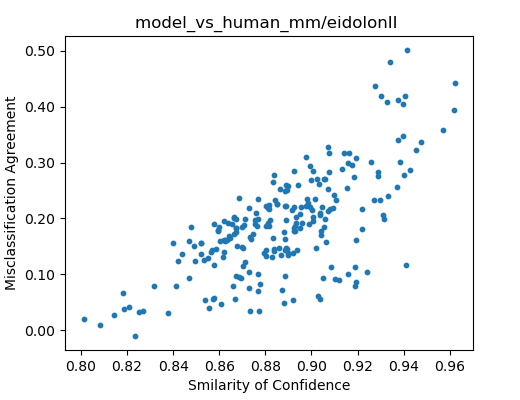 model_vs_human_mm/eidolonII
Misclassification Agreement
0.50
0.40
0.30
0.20
0.10
0.00
0.80 0.82 0.84 0.86 0.88 0.90 0.92 0.94 0.96
Smilarity of Confidence